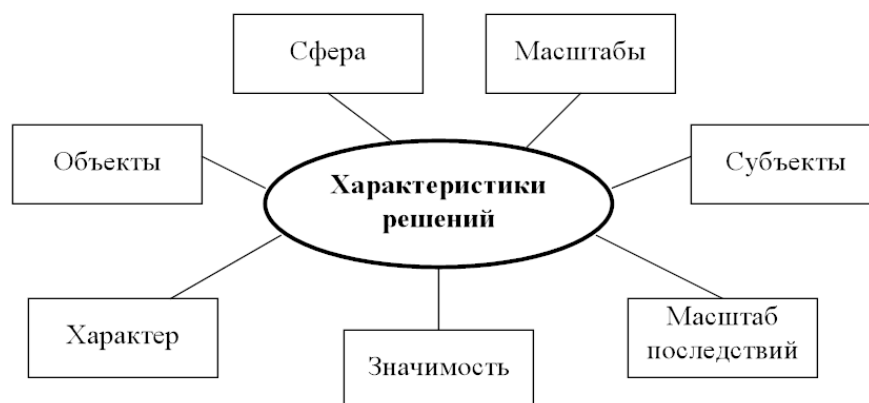 Сфера
Масштабы
Объекты
Субъекты
Характеристики
решений
Характер
Значимость
Масштаб
последствий